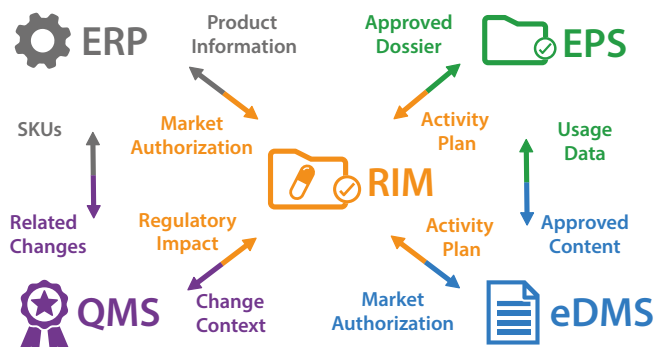 ERP
Product
Information
Approved
Dossier
EPS
SKUs
Market
Authorization
Activity
Plan
Usage
Data
RIM
Related
Changes
Regulatory
Impact
Activity
Plan
Approved
Content
QMS
Change
Context
Market
Authorization
eDMS